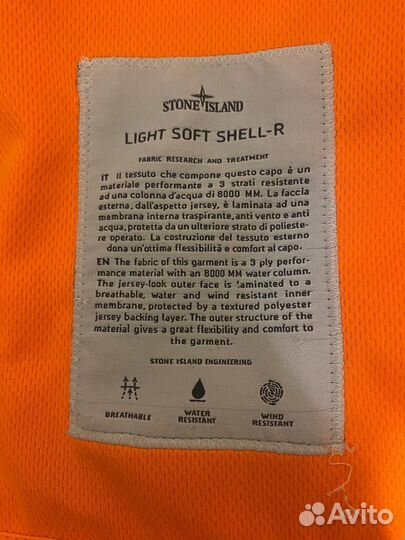 STONE ISLAND
LIGHT SOFT SHELL-R
FABRIC RESEARCH AND TREATMENT
IT Il tessuto che compone questo capo è un
materiale performante a 3 strati resistente
ad una colonna d'acqua di 8000 MM. La faccia
esterna, dall'aspetto jersey, è laminata ad una
membrana interna traspirante, anti vento e anti
acqua, protetta da un ulteriore strato di polieste-
re operato. La costruzione del tessuto esterno
dona un'ottima flessibilità e comfort al capo.
EN The fabric of this garment is a 3 ply perfor-
mance material with an 8000 MM water column.
The jersey-look outer face is laminated to a
breathable, water and wind resistant inner
membrane, protected by a textured polyester
jersey backing layer. The outer structure of the
material gives a great flexibility and comfort to
the garment.
STONE ISLAND ENGINEERING
BREATHABLE
WATER
RESISTANT
WIND
RESISTANT
Avito